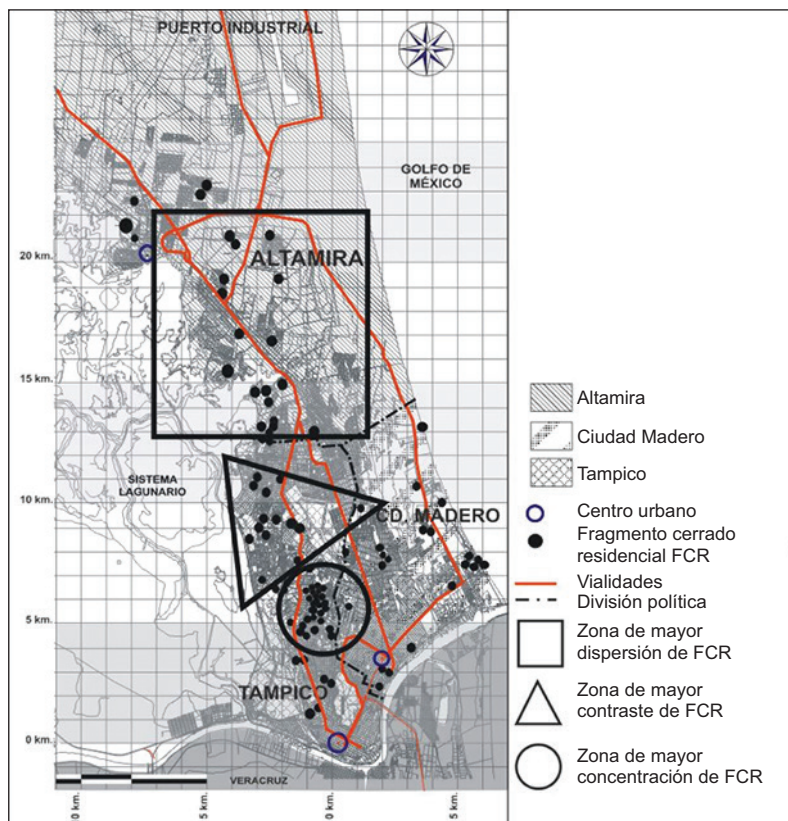 PUERTO INDUSTRIAL
GOLFO DE
MÉXICO
20 km.
ALTAMIRA
15 km.
SISTEMA
LAGUNARIO
10 km.
CD. MADERO
5 km.
TAMPICO
0 km.
VERACRUZ
10 km.
5 km.
0 km.
5 km.
Altamira
Ciudad Madero
Tampico
Centro urbano
Fragmento cerrado
residencial FCR
Vialidades
División política
Zona de mayor
dispersión de FCR
Zona de mayor
contraste de FCR
Zona de mayor
concentración de FCR